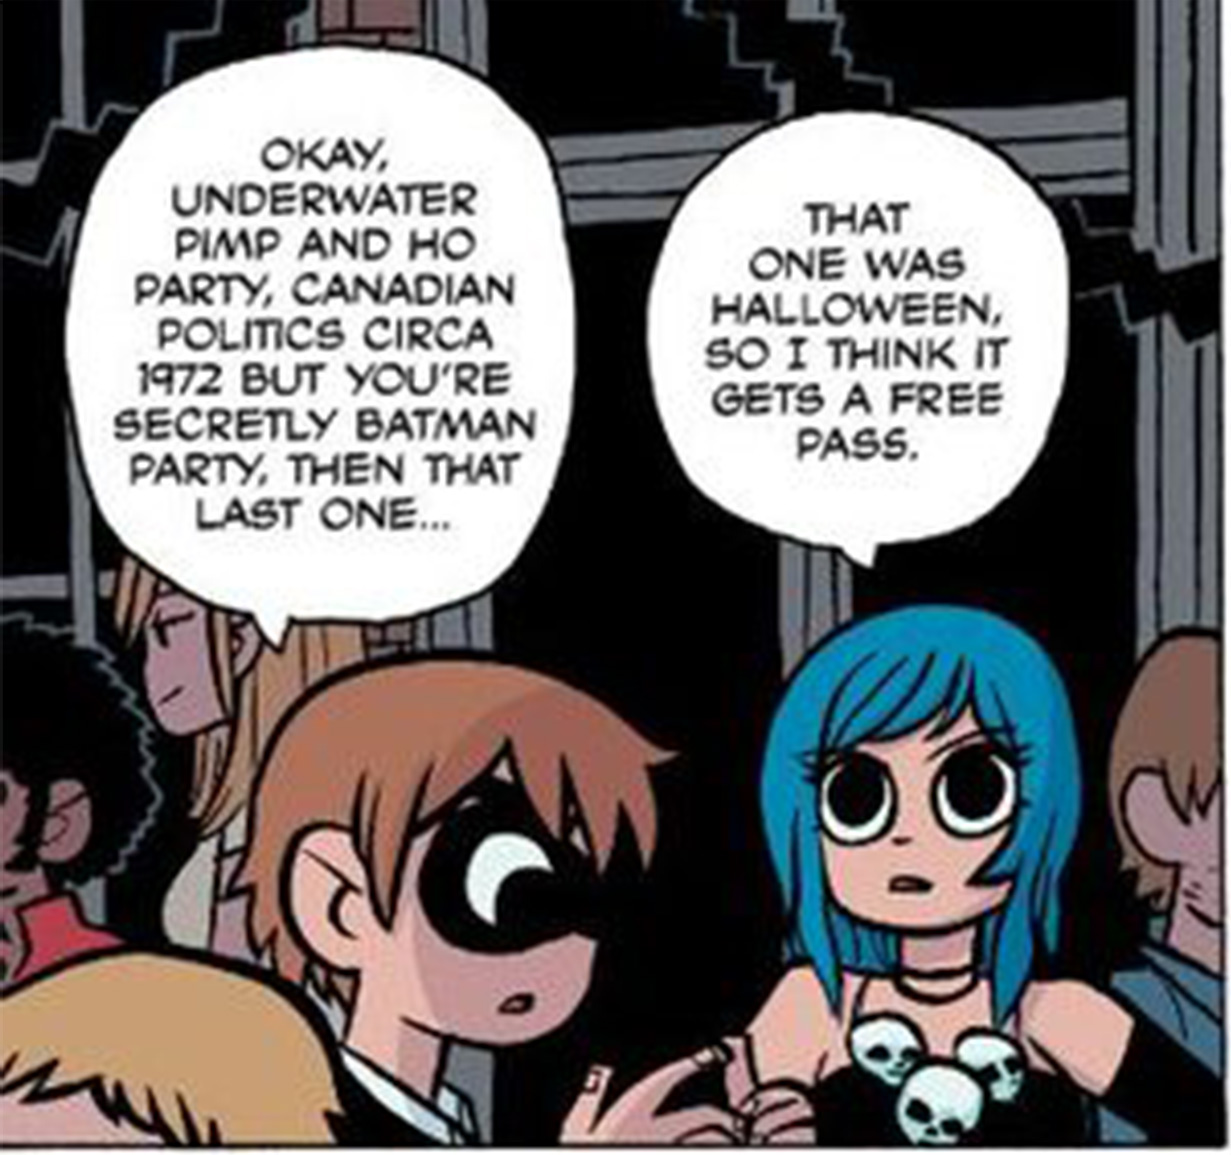 OKAY,
UNDERWATER
PIMP AND HO
PARTY, CANADIAN
POLITICS CIRCA
1972 BUT YOU'RE
SECRETLY BATMAN
PARTY, THEN THAT
LAST ONE...
THAT
ONE WAS
HALLOWEEN,
SO I THINK IT
GETS A FREE
PASS.